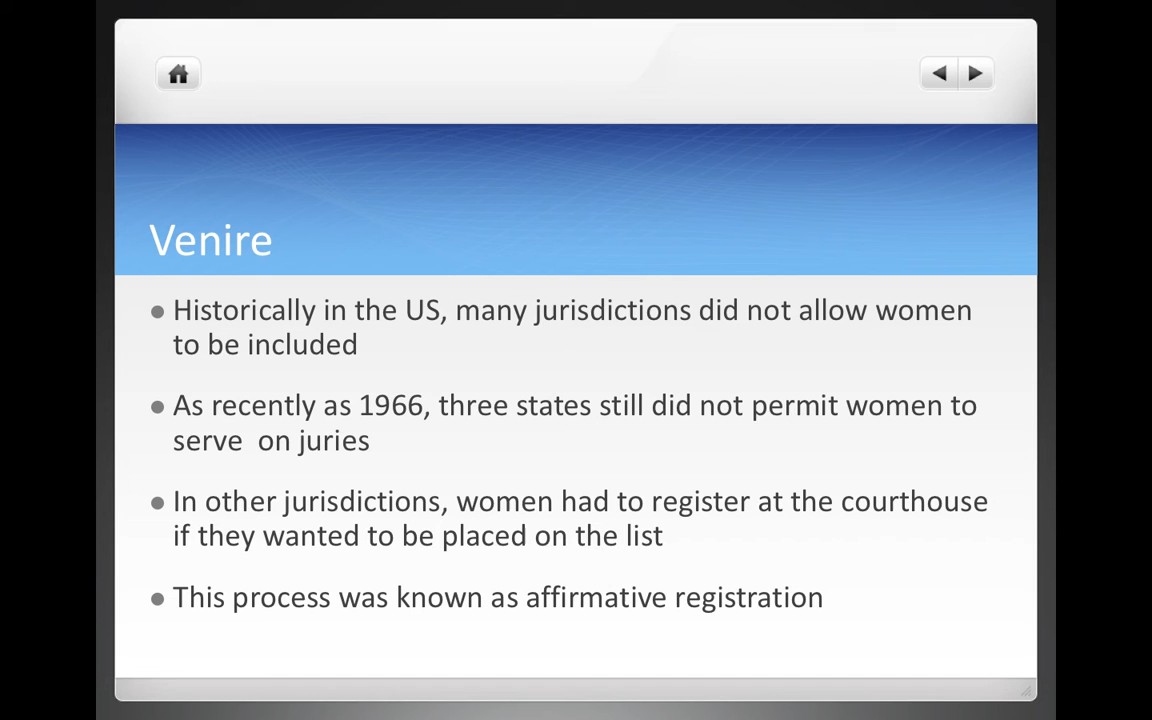 Venire
● Historically in the US, many jurisdictions did not allow women
to be included
● As recently as 1966, three states still did not permit women to
serve  on juries
● In other jurisdictions, women had to register at the courthouse
if they wanted to be placed on the list
● This process was known as affirmative registration